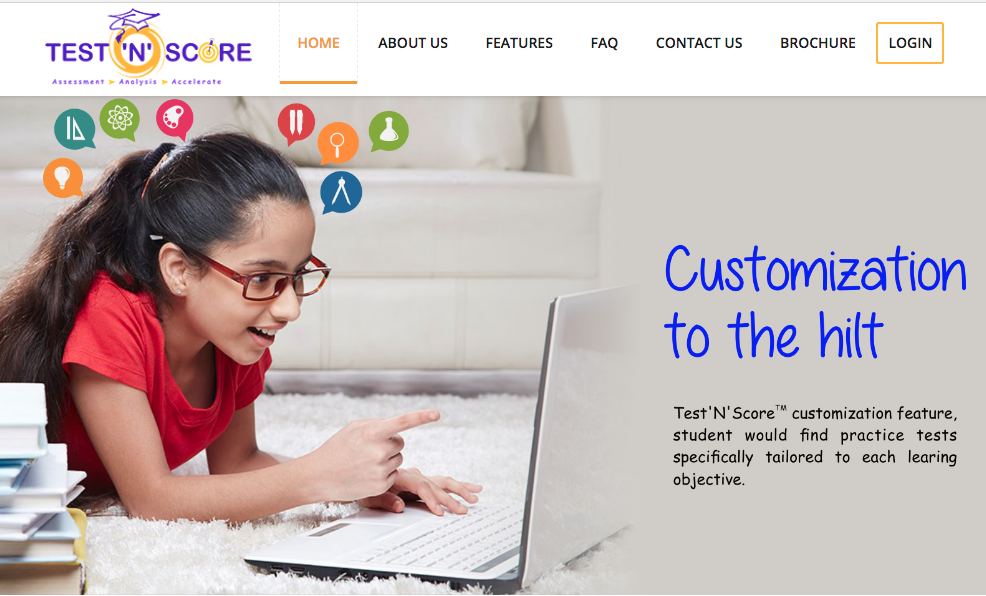 TEST 'N' SCORE
Assessment ➤ Analysis ➤ Accelerate
HOME ABOUT US FEATURES FAQ CONTACT US BROCHURE LOGIN
Customization
to the hilt
Test'N'Score™ customization feature,
student would find practice tests
specifically tailored to each learing
objective.